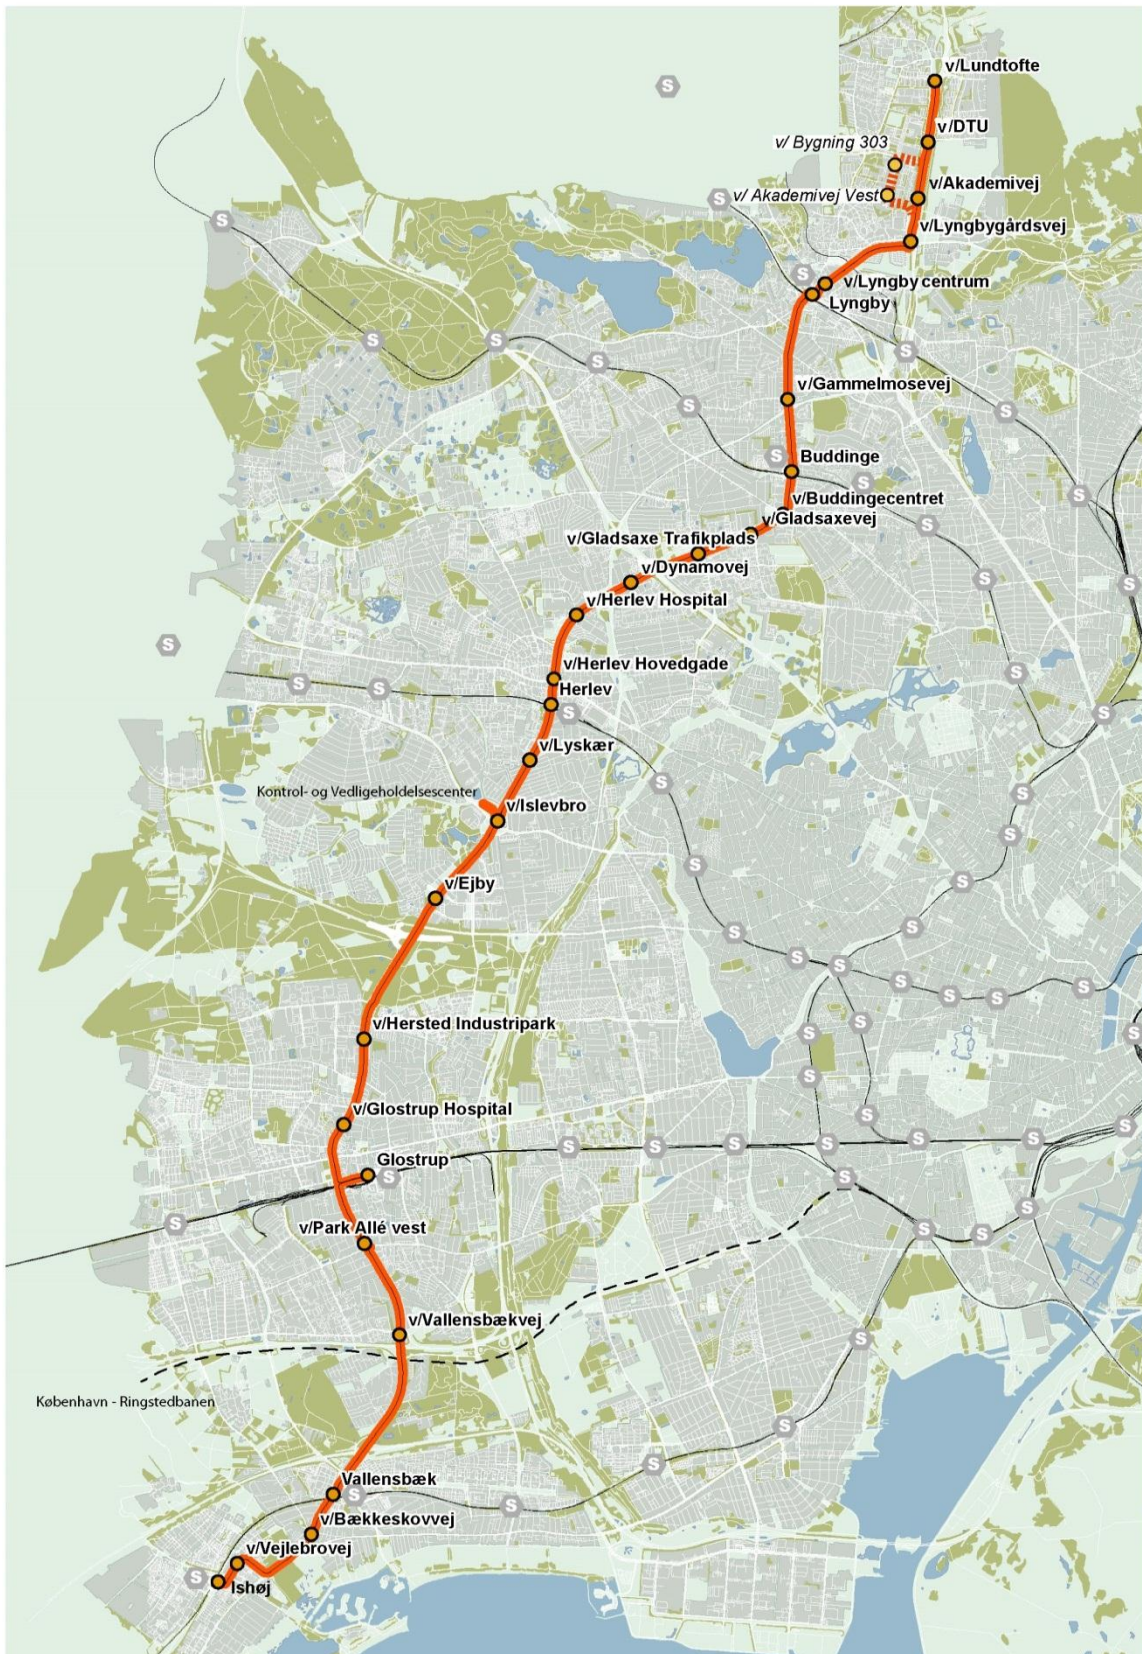 v/Lundtofte
v/DTU
v/ Bygning 303
v/Akademivej
v/ Akademivej Vest
v/Lyngbygårdsvej
v/Lyngby centrum
Lyngby
v/Gammelmosevej
Buddinge
v/Buddingecentret
v/Gladsaxevej
v/Gladsaxe Trafikplads
v/Dynamovej
v/Herlev Hospital
v/Herlev Hovedgade
Herlev
v/Lyskær
Kontrol- og Vedligeholdelsescenter
v/Islevbro
v/Ejby
v/Hersted Industripark
v/Glostrup Hospital
Glostrup
v/Park Allé vest
v/Vallensbækvej
København - Ringstedbanen
Vallensbæk
v/Bækkeskovvej
v/Vejlebrovej
Ishøj